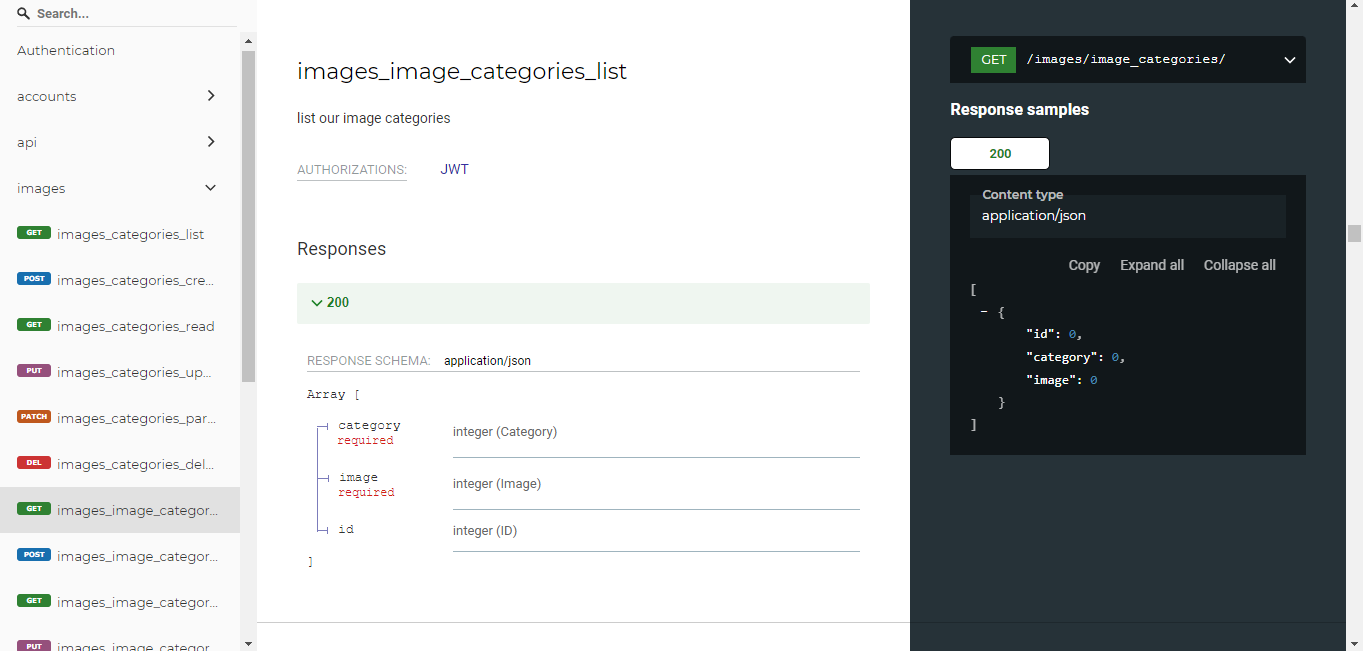 Search...
Authentication
accounts
api
images
GET images_categories_list
POST images_categories_cre...
GET images_categories_read
PUT images_categories_up...
PATCH images_categories_par...
DEL images_categories_del...
GET images_image_categor...
POST images_image_categor...
GET images_image_categor...
PUT images_image_categor
images_image_categories_list
list our image categories
AUTHORIZATIONS: JWT
Responses
200
RESPONSE SCHEMA: application/json
Array [
category
required
integer (Category)
image
required
integer (Image)
id
integer (ID)
]
GET /images/image_categories/
Response samples
200
Content type
application/json
Copy Expand all Collapse all
[
- {
"id": 0,
"category": 0,
"image": 0
}
]